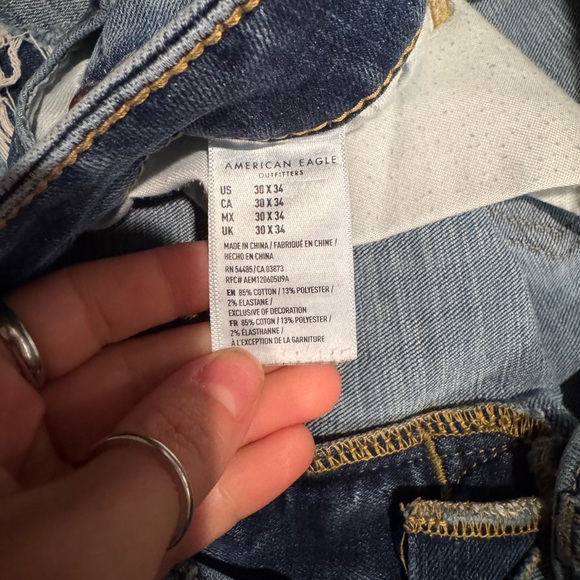 AMERICAN EAGLE
OUTFITTERS
US 30 X 34
CA 30 X 34
MX 30 X 34
UK 30 X 34
MADE IN CHINA / FABRIQUÉ EN CHINE /
HECHO EN CHINA
RN 54485/CA 03873
RFC# AEM120605U9A
EN 85% COTTON / 13% POLYESTER /
2% ELASTANE /
EXCLUSIVE OF DECORATION
FR 85% COTON / 13% POLYESTER /
2% ÉLASTHANNE /
À L'EXCEPTION DE LA GARNITURE